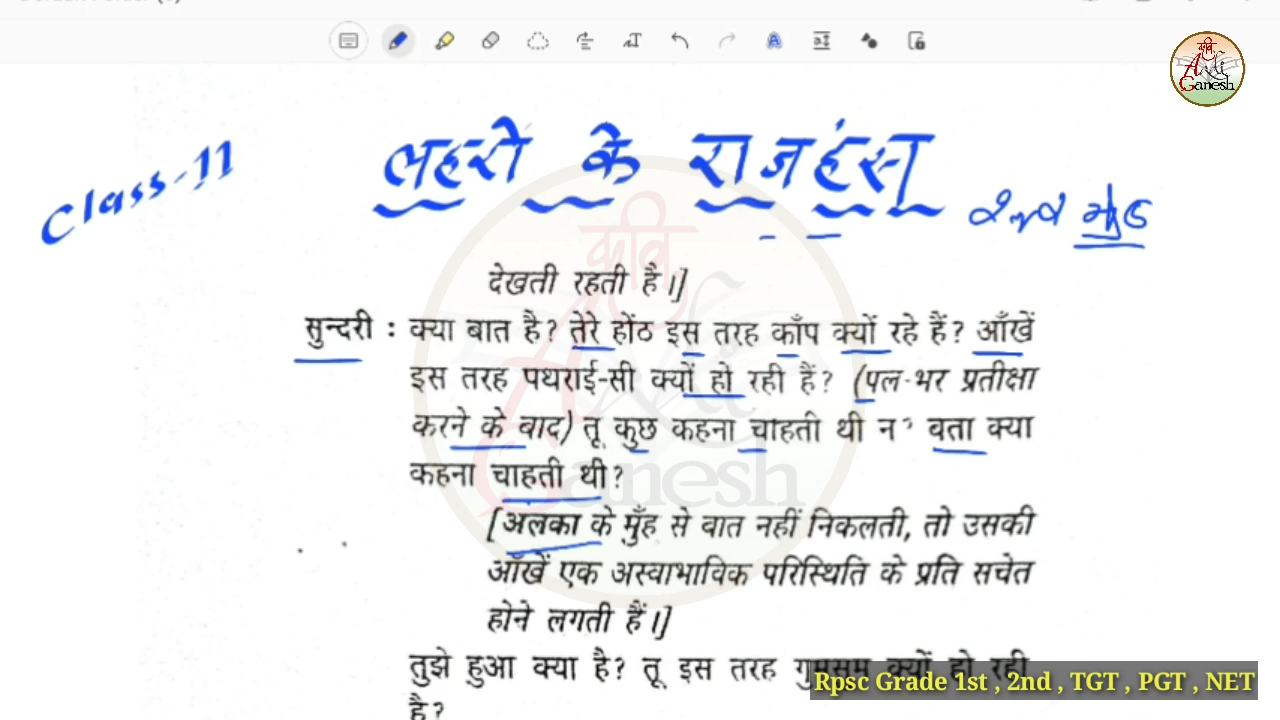 Class-11
लहरो के राजहंस
देखती रहती है।]
सुन्दरी : क्या बात है? तेरे होंठ इस तरह काँप क्यों रहे हैं? आँखें
इस तरह पथराई-सी क्यों हो रही हैं? (पल-भर प्रतीक्षा
करने के बाद) तू कुछ कहना चाहती थी न बता क्या
कहना चाहती थी?
[अलका के मुँह से बात नहीं निकलती, तो उसकी
आँखें एक अस्वाभाविक परिस्थिति के प्रति सचेत
होने लगती हैं।]
तुझे हुआ क्या है? तू इस तरह गुमसुम क्यों हो रही
है?
Rpsc Grade 1st , 2nd , TGT , PGT , NET
कवि
Ganesh